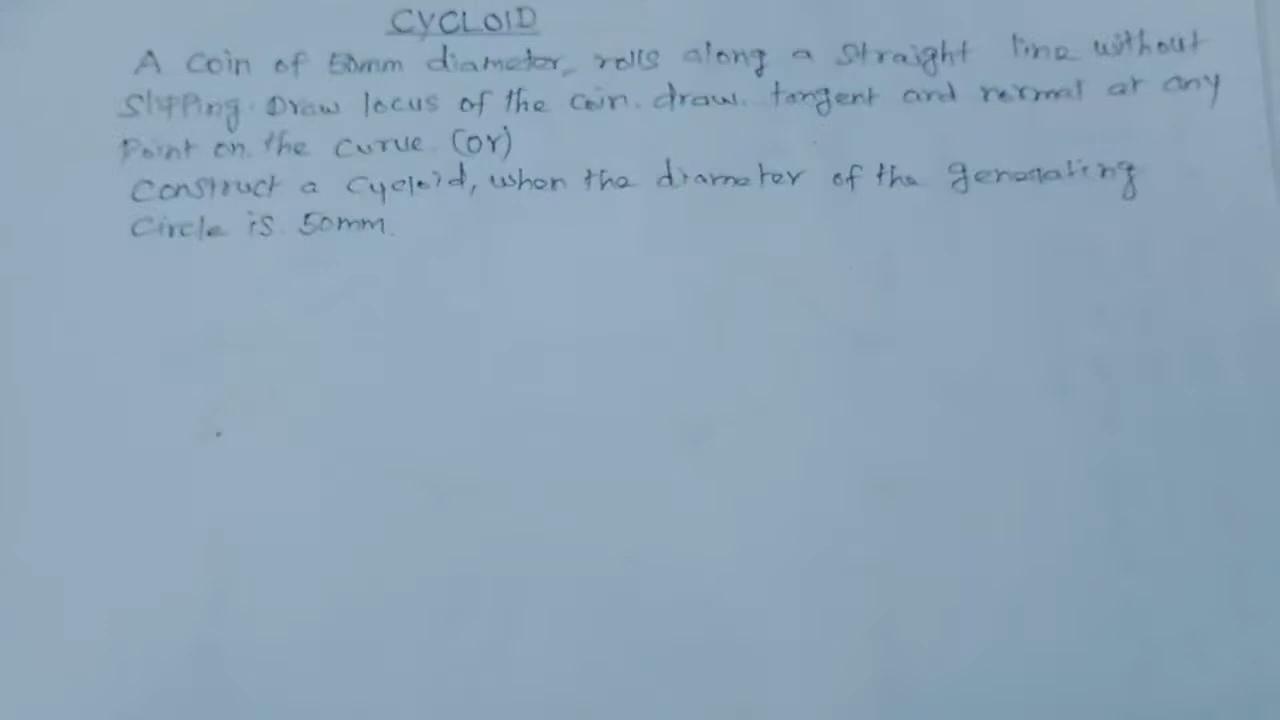 CYCLOID
A Coin of 50mm diameter, rolls along a straight line without
Slipping. Draw locus of the coin. draw. tangent and normal at any
Point on the curve (or)
Construct a Cycloid, when the diameter of the generating
Circle is 50mm.